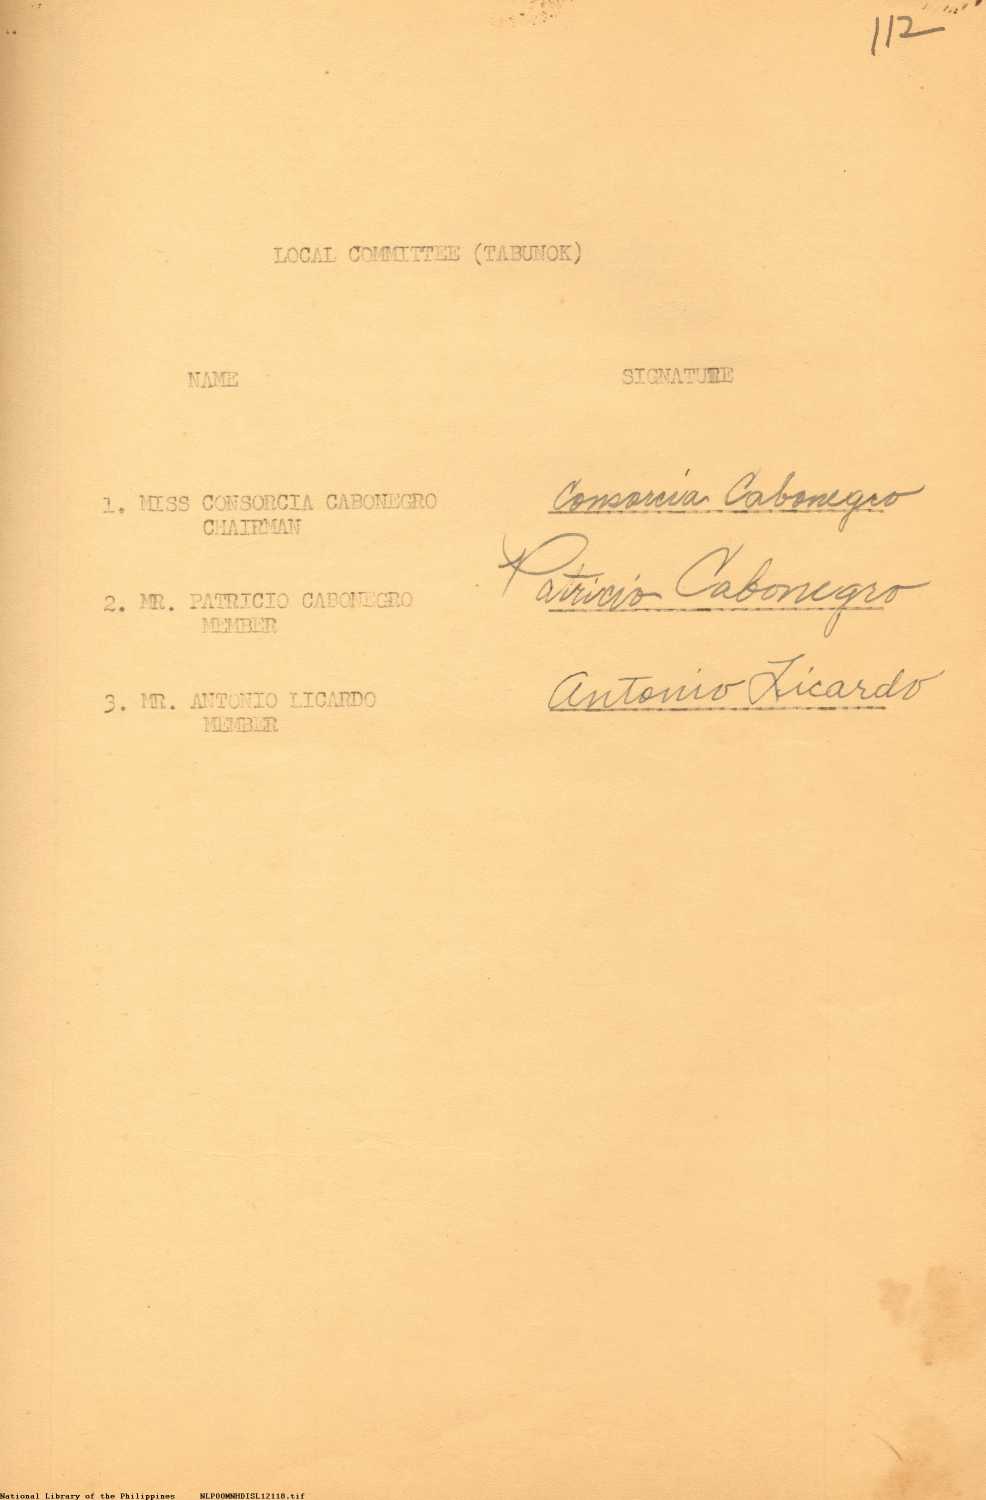 112
LOCAL COMMITTEE (TABUNOK)
NAME SIGNATURE
1. MISS CONSORCIA CABONEGRO Consorcia Cabonegro
CHAIRMAN
2. MR. PATRICIO CABONEGRO Patricio Cabonegro
MEMBER
3. MR. ANTONIO LICARDO Antonio Licardo
MEMBER
National Library of the Philippines NLPO0MNHDISL12118.tif